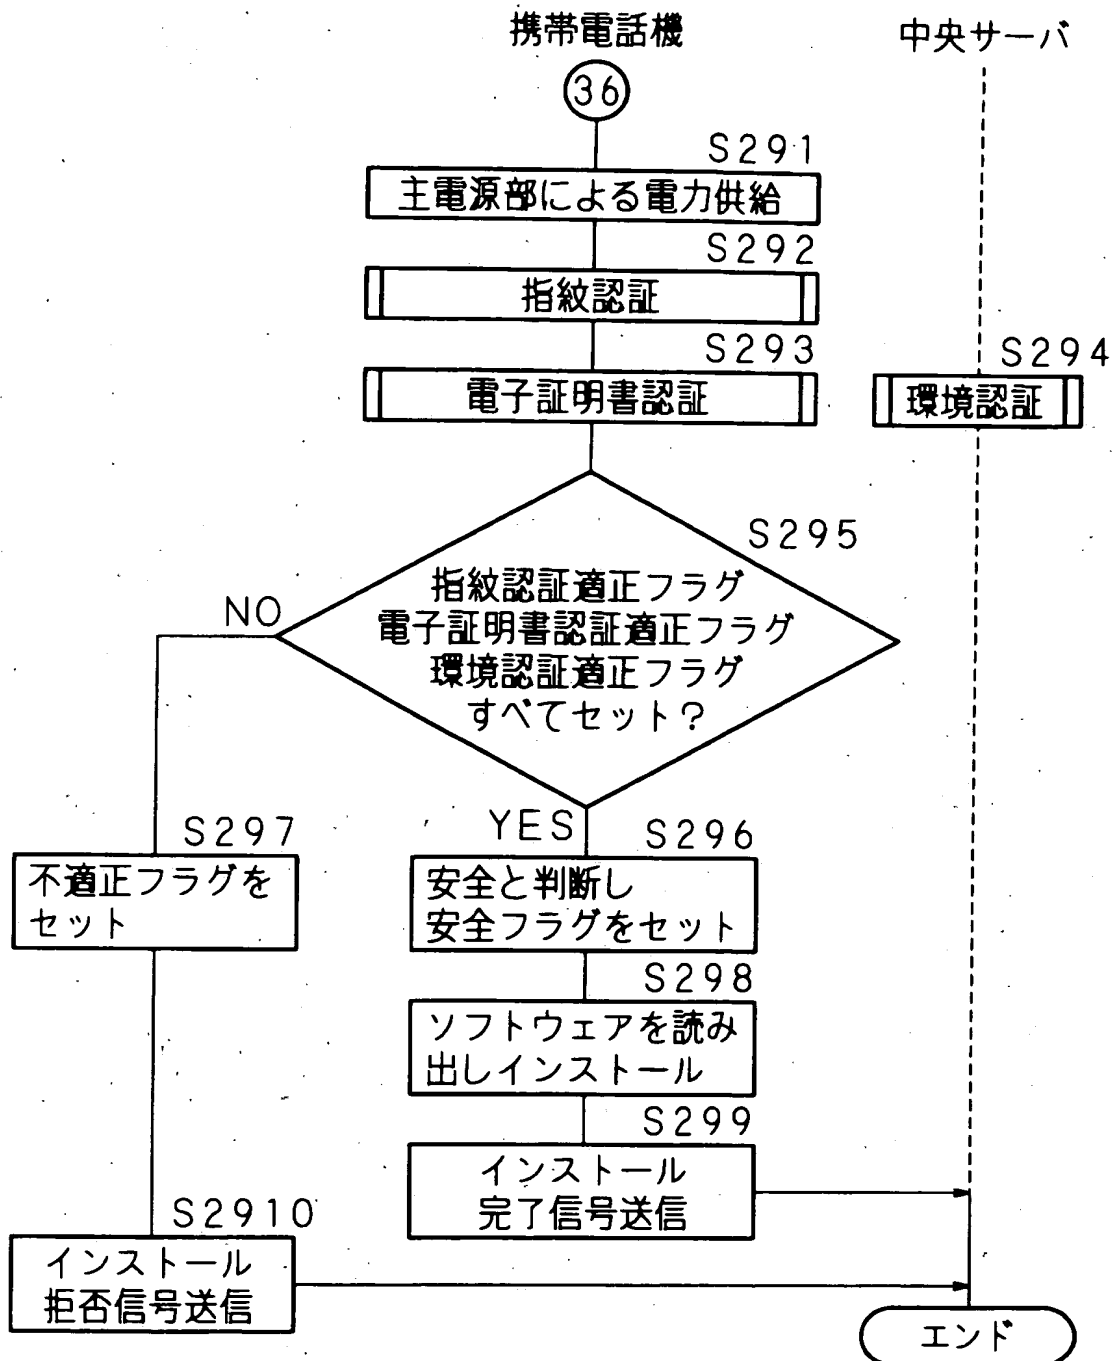 携帯電話機
中央サーバ
36
S291
主電源部による電力供給
S292
指紋認証
S293
電子証明書認証
S294
環境認証
S295
指紋認証適正フラグ
電子証明書認証適正フラグ
環境認証適正フラグ
すべてセット?
NO
YES
S297
不適正フラグを
セット
S296
安全と判断し
安全フラグをセット
S298
ソフトウェアを読み
出しインストール
S299
インストール
完了信号送信
S2910
インストール
拒否信号送信
エンド